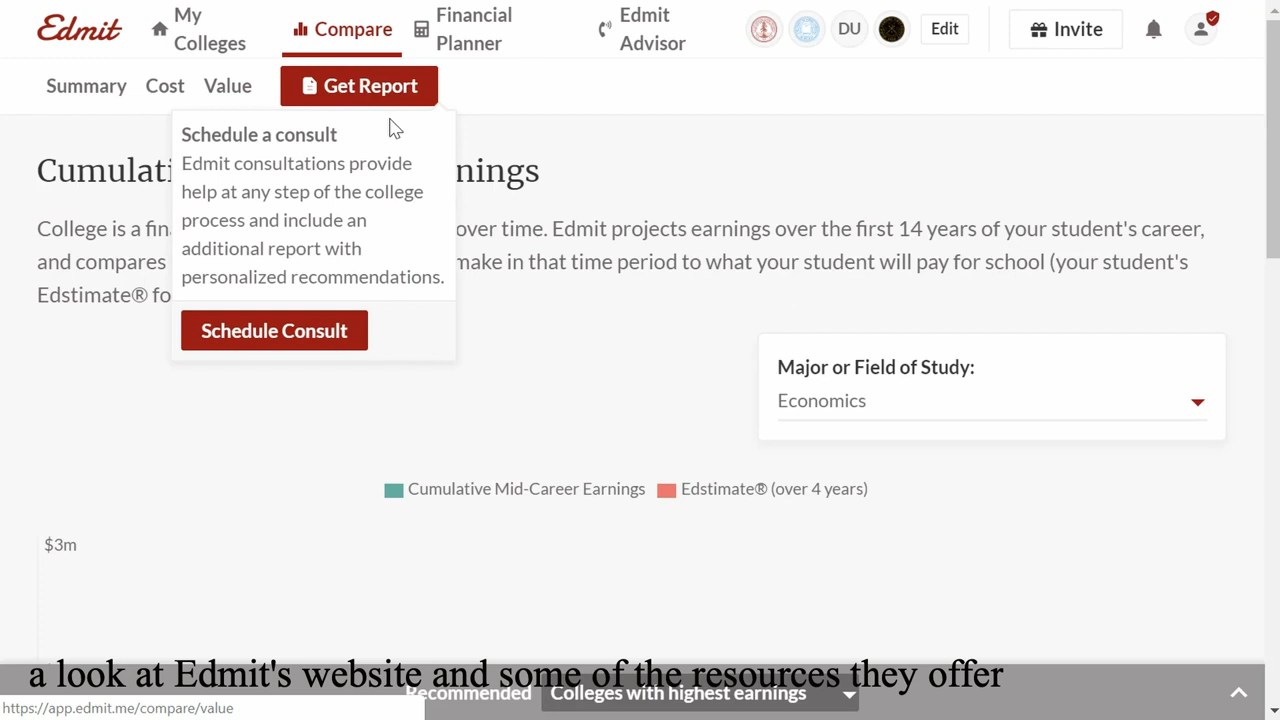 Edmit
My Colleges
Compare
Financial Planner
Edmit Advisor
DU
Edit
Invite
Summary
Cost
Value
Get Report
Schedule a consult
Edmit consultations provide
help at any step of the college
process and include an
additional report with
personalized recommendations.
Schedule Consult
Cumulati nings
College is a fin over time. Edmit projects earnings over the first 14 years of your student's career,
and compares make in that time period to what your student will pay for school (your student's
Edstimate® fo
Major or Field of Study:
Economics
Cumulative Mid-Career Earnings
Edstimate® (over 4 years)
$3m
a look at Edmit's website and some of the resources they offer
Recommended
Colleges with highest earnings
https://app.edmit.me/compare/value